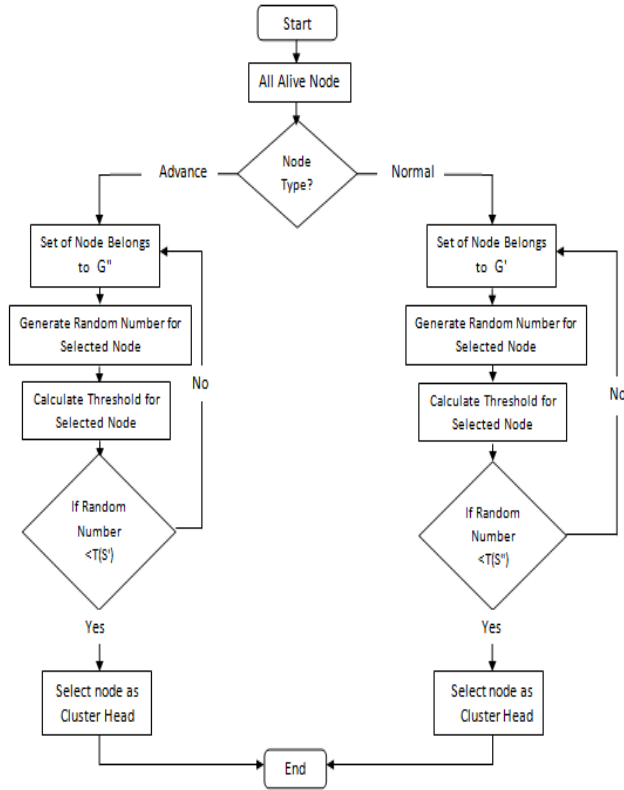 Start
All Alive Node
Node
Type?
Advance
Normal
Set of Node Belongs
to G"
Generate Random Number for
Selected Node
Calculate Threshold for
Selected Node
No
If Random
Number
<T(S')
Yes
Select node as
Cluster Head
Set of Node Belongs
to G'
Generate Random Number for
Selected Node
Calculate Threshold for
Selected Node
No
If Random
Number
<T(S")
Yes
Select node as
Cluster Head
End